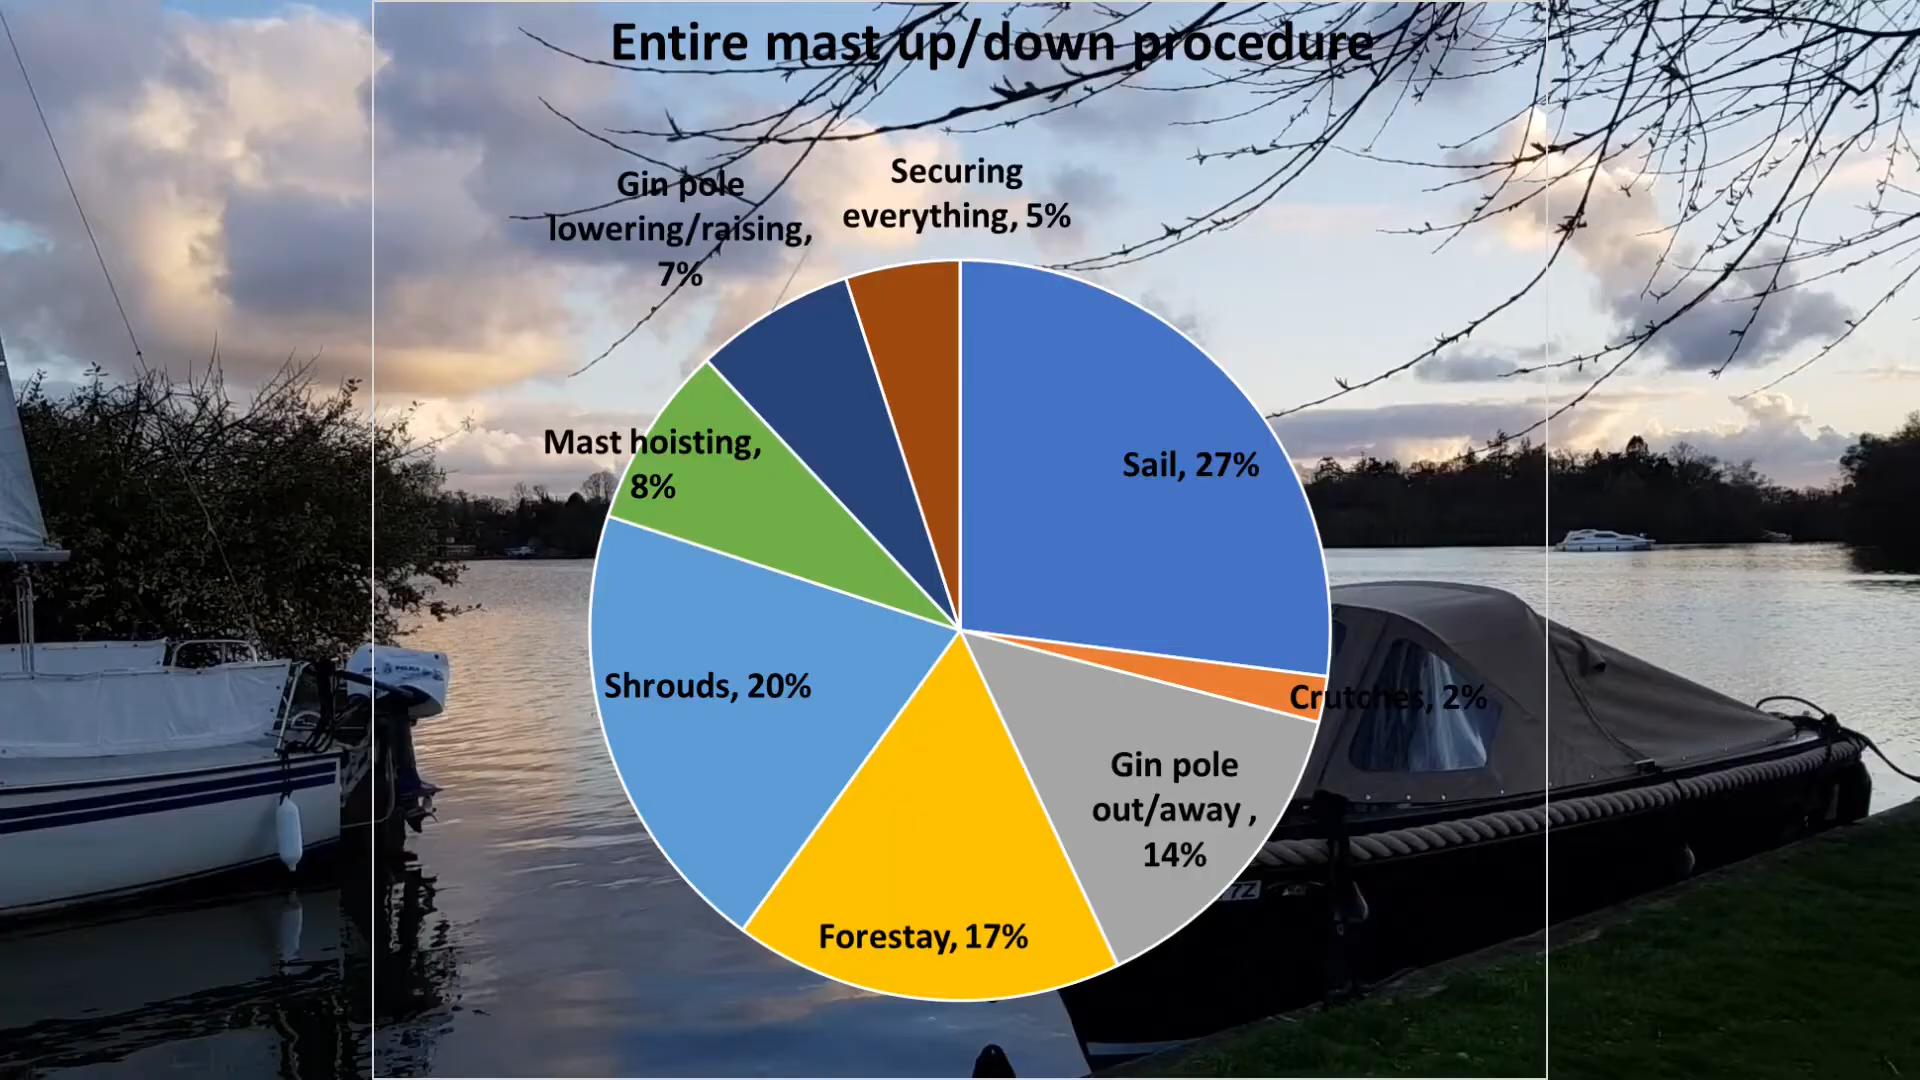 Entire mast up/down procedure
Securing
everything, 5%
Gin pole
lowering/raising,
7%
Sail, 27%
Mast hoisting,
8%
Shrouds, 20%
Crutches, 2%
Gin pole
out/away ,
14%
Forestay, 17%
7Z